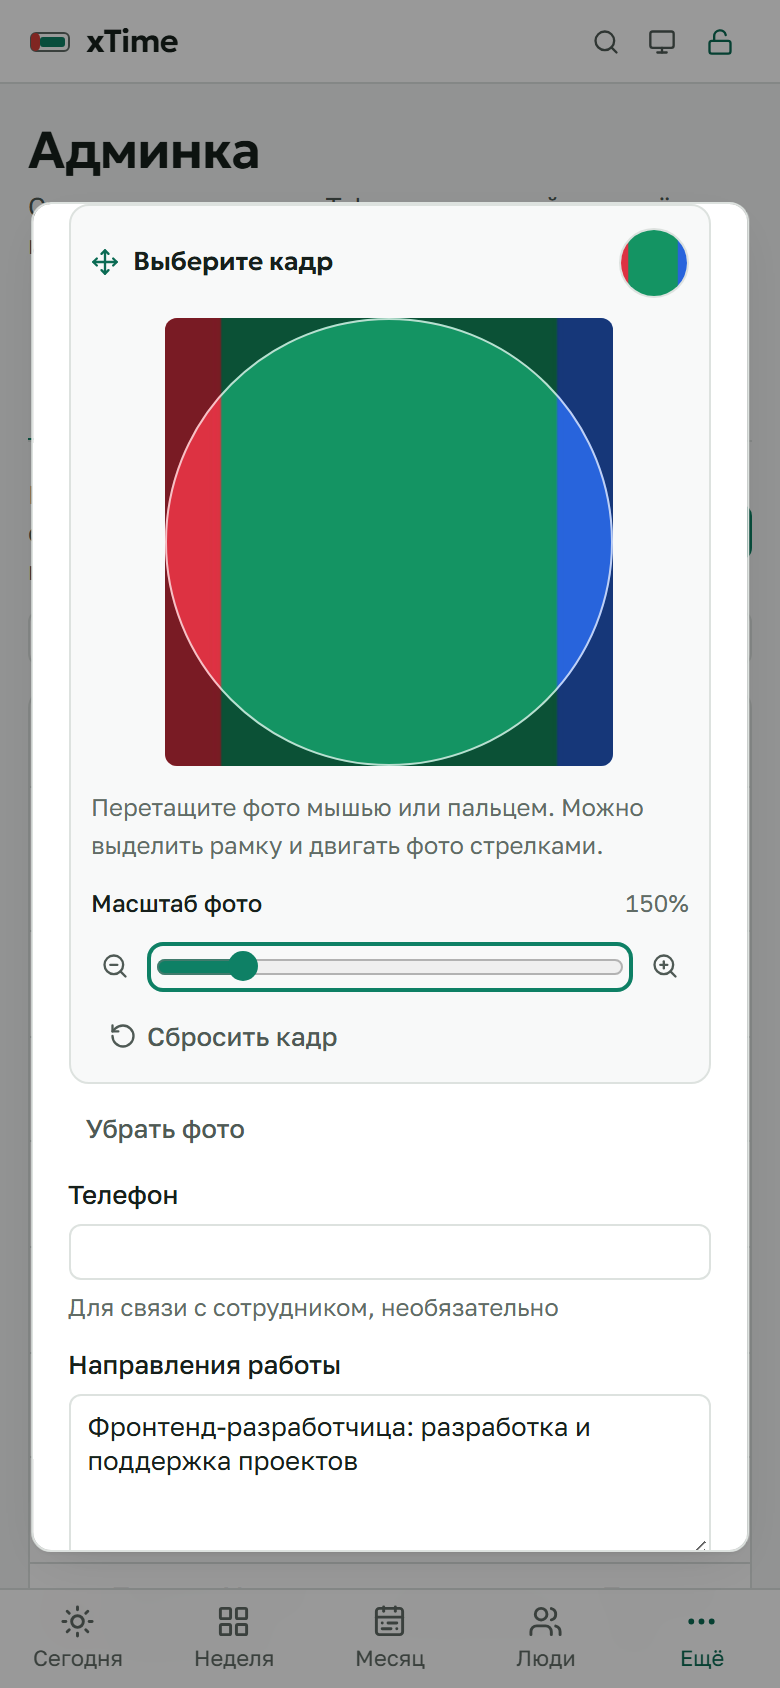 xTime
Админка
Выберите кадр
Перетащите фото мышью или пальцем. Можно
выделить рамку и двигать фото стрелками.
Масштаб фото
150%
Сбросить кадр
Убрать фото
Телефон
Для связи с сотрудником, необязательно
Направления работы
Фронтенд-разработчица: разработка и
поддержка проектов
Сегодня
Неделя
Месяц
Люди
Ещё